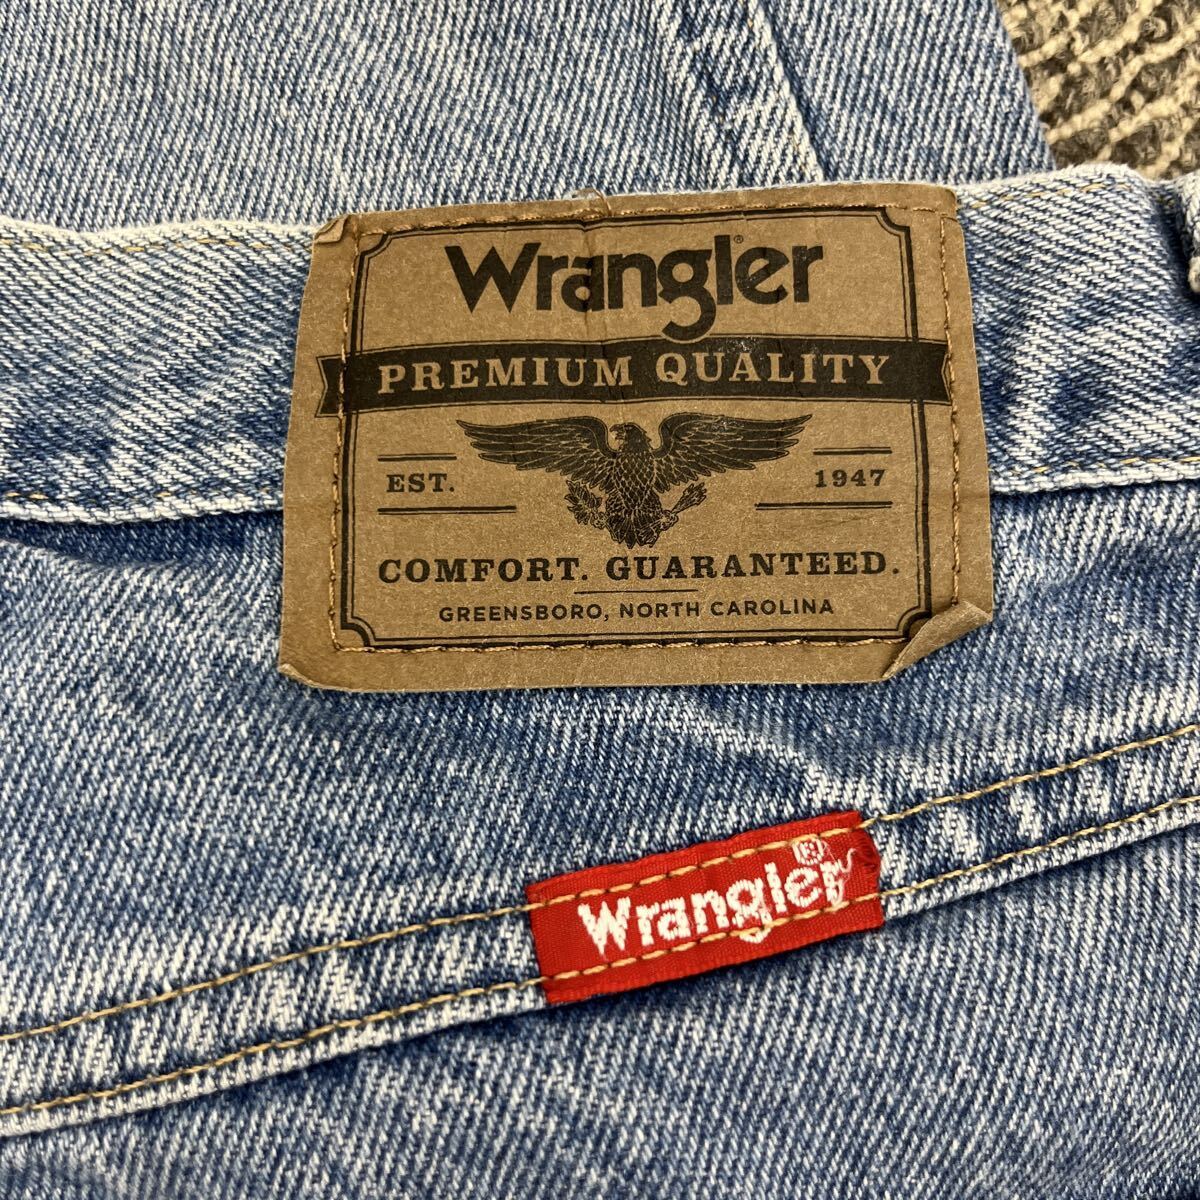 Wrangler®
PREMIUM QUALITY
EST. 1947
COMFORT. GUARANTEED.
GREENSBORO, NORTH CAROLINA
Wrangler®